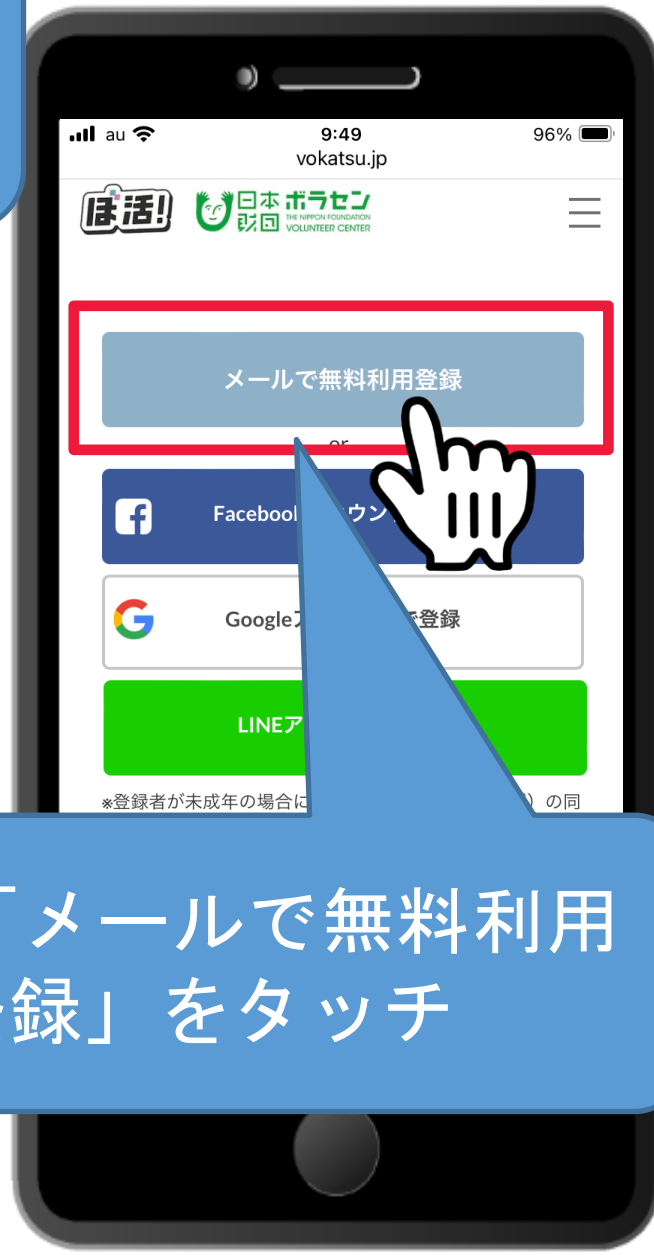 au
9:49
96%
vokatsu.jp
ぼ活!
日本財団 ボラセン
THE NIPPON FOUNDATION
VOLUNTEER CENTER
メールで無料利用登録
or
Facebook
ウン
Google
登録
LINEア
※登録者が未成年の場合に
の同
「メールで無料利用
録」をタッチ